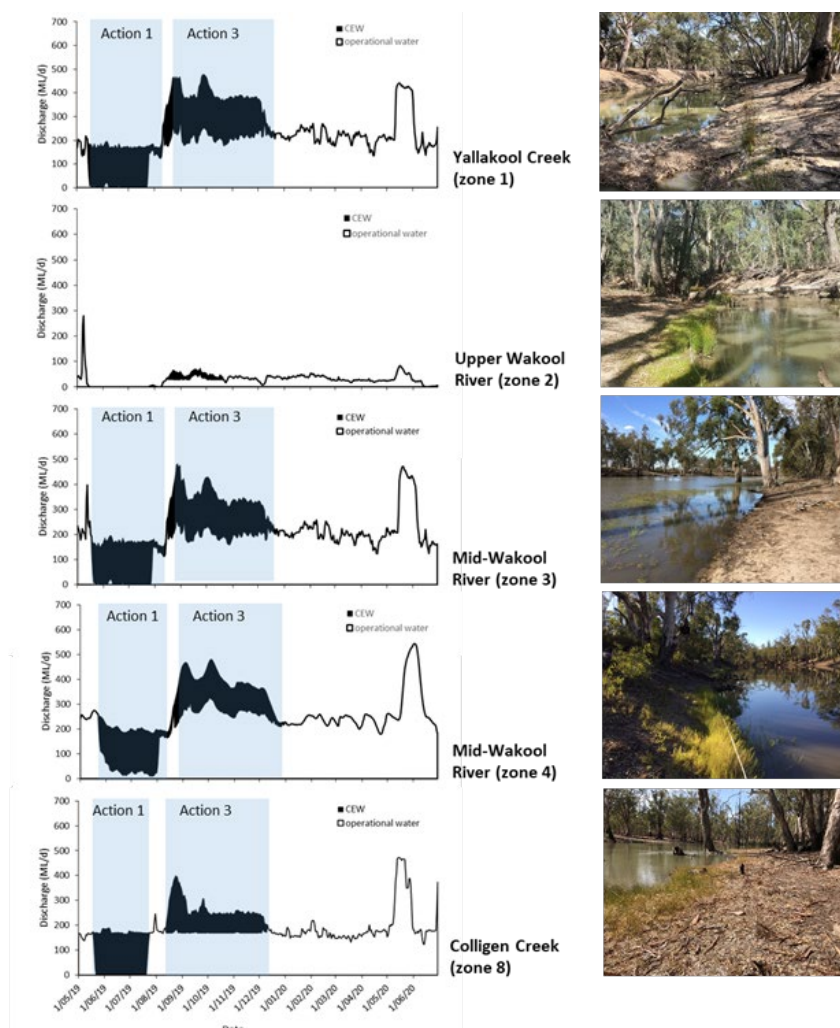 Action 1
Action 3
CEW
operational water
Discharge (ML/d)
700
600
500
400
300
200
100
0
Yallakool Creek
(zone 1)
CEW
operational water
Discharge (ML/d)
700
600
500
400
300
200
100
0
Upper Wakool
River (zone 2)
Action 1
Action 3
CEW
operational water
Discharge (ML/d)
700
600
500
400
300
200
100
0
Mid-Wakool
River (zone 3)
Action 1
Action 3
CEW
operational water
Discharge (ML/d)
700
600
500
400
300
200
100
0
Mid-Wakool
River (zone 4)
Action 1
Action 3
CEW
operational water
Discharge (ML/d)
700
600
500
400
300
200
100
0
Colligen Creek
(zone 8)
1/05/19
1/06/19
1/07/19
1/08/19
1/09/19
1/10/19
1/11/19
1/12/19
1/01/20
1/02/20
1/03/20
1/04/20
1/05/20
1/06/20